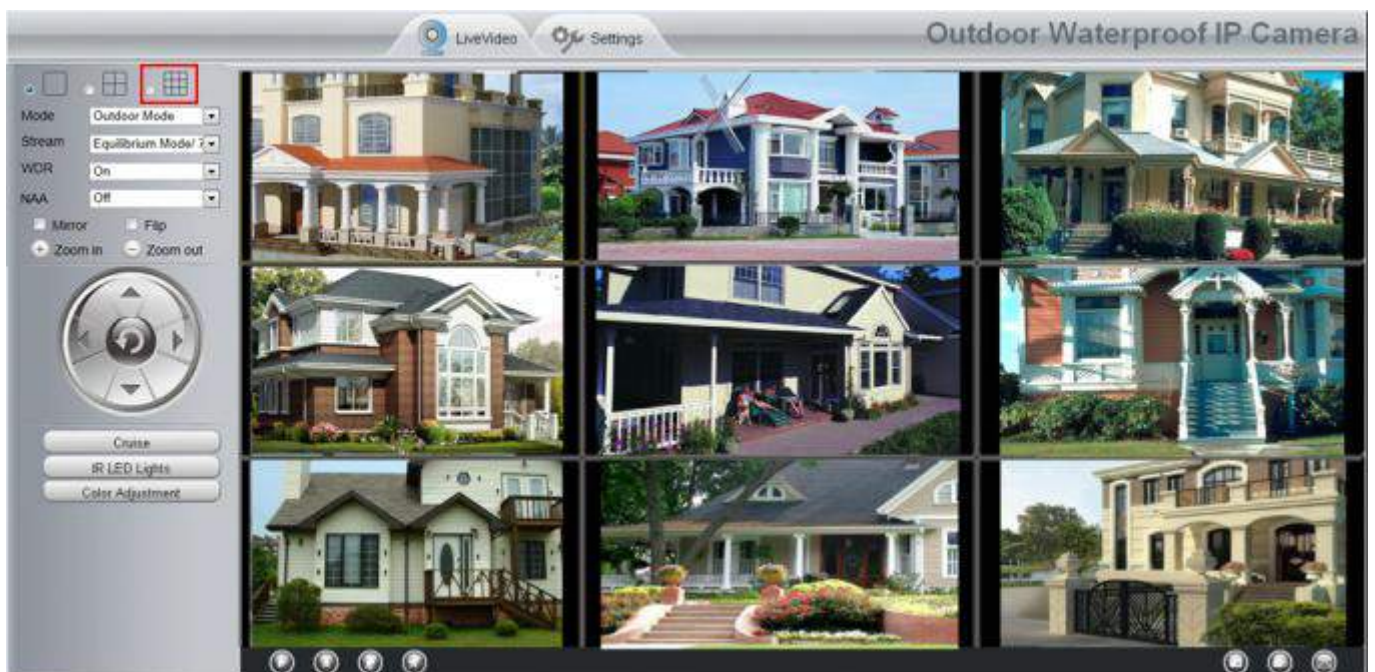 LiveVideo
Settings
Outdoor Waterproof IP Camera
Mode
Outdoor Mode
Stream
Equilibrium Mode/ 7
WDR
On
NAA
Off
Mirror
Flip
Zoom in
Zoom out
Cruise
IR LED Lights
Color Adjustment